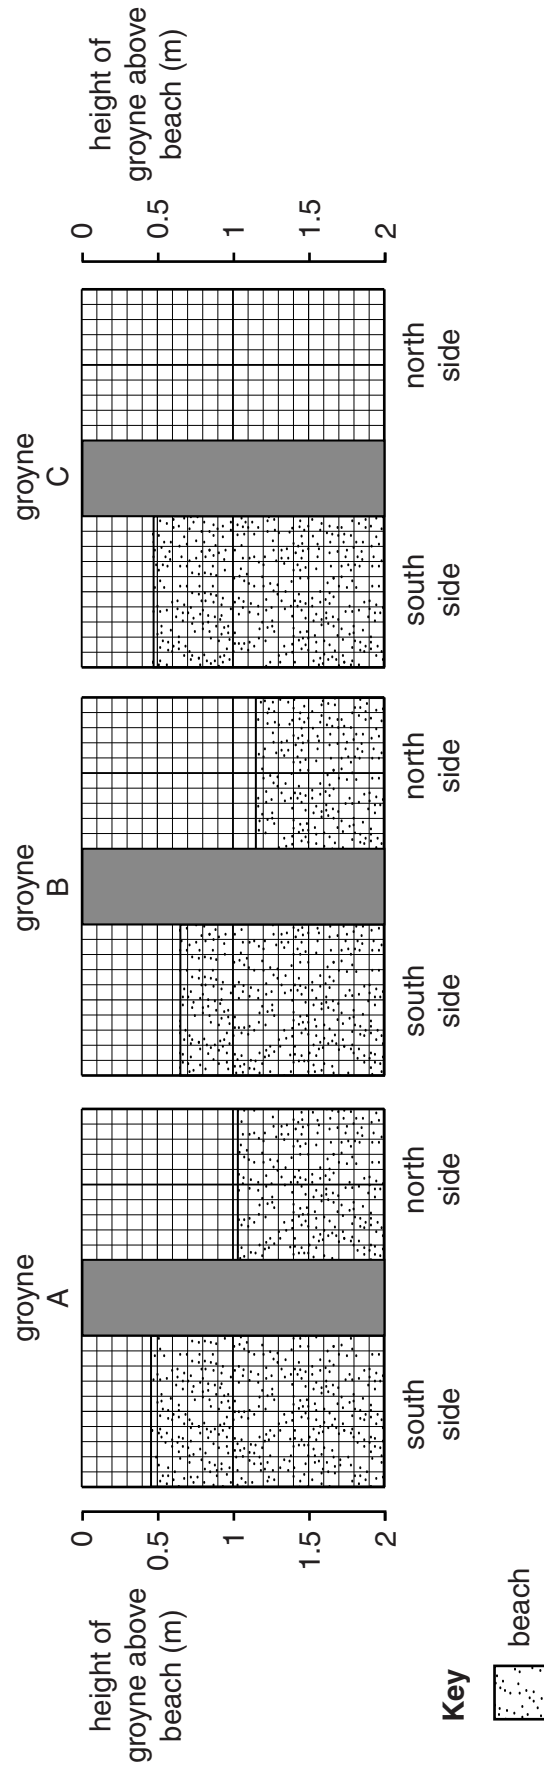 groyne
A
groyne
B
groyne
C
height of
groyne above
beach (m)
0
0.5
1
1.5
2
south
side
north
side
south
side
north
side
south
side
north
side
0
0.5
1
1.5
2
height of
groyne above
beach (m)
Key
beach